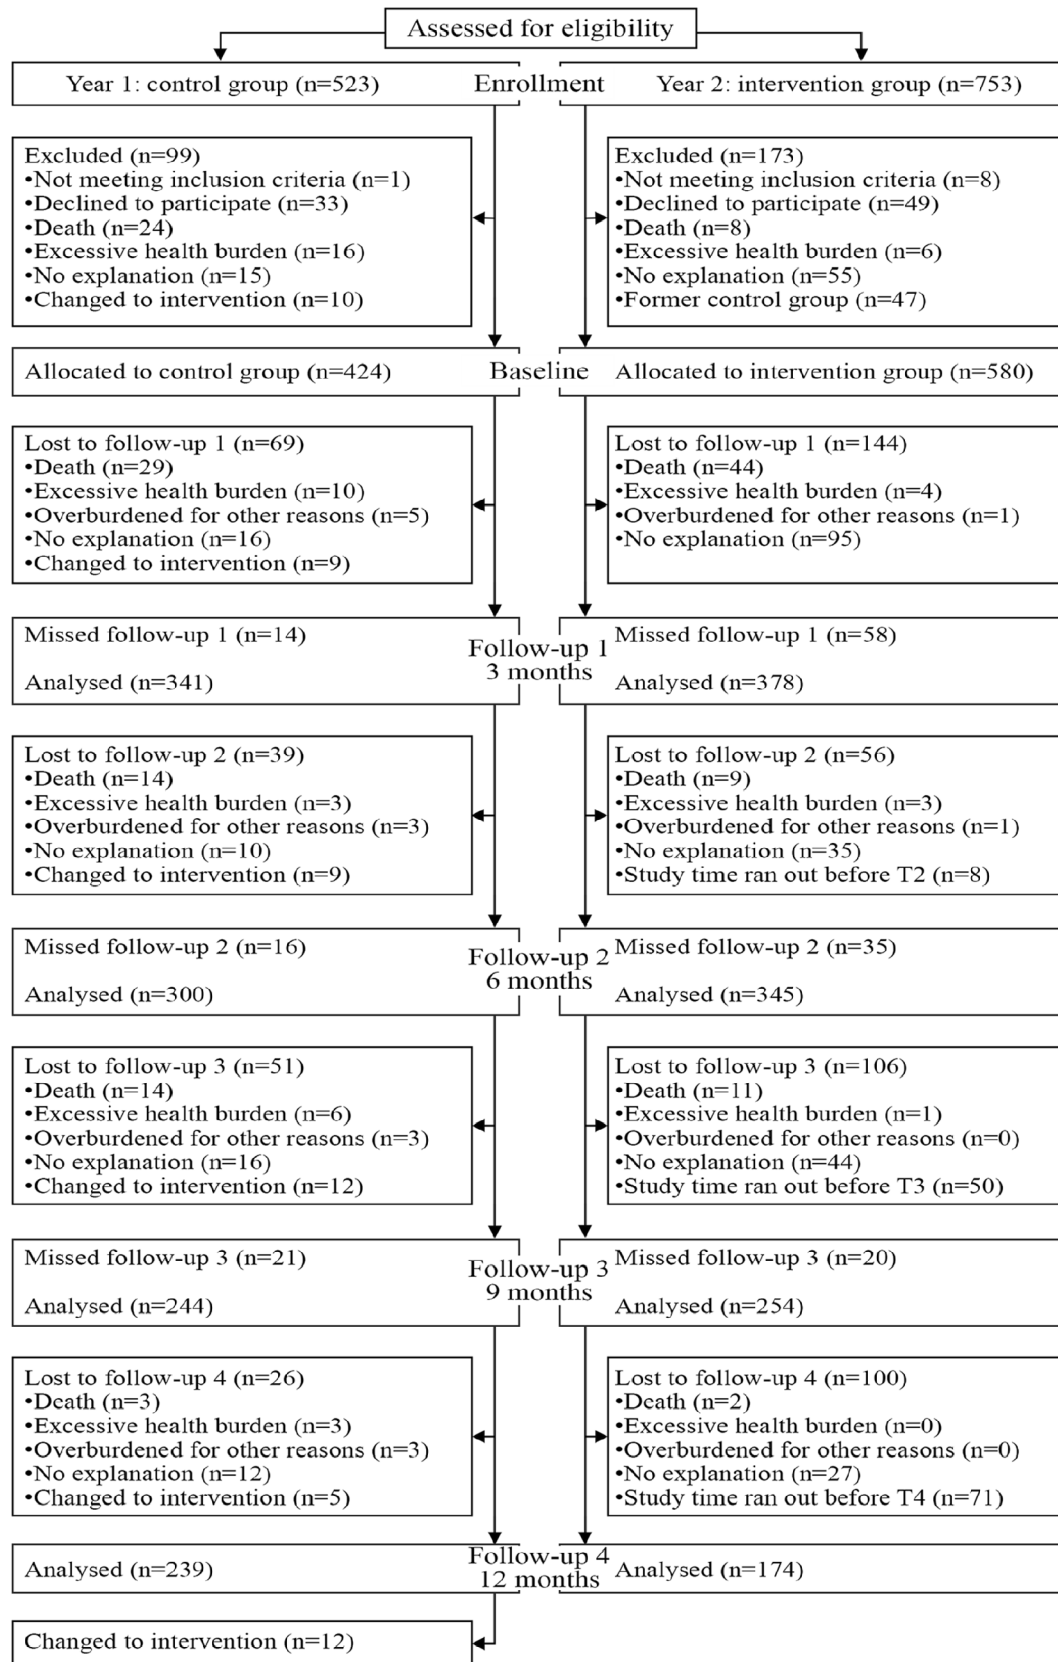 Assessed for eligibility
Year 1: control group (n=523)
Enrollment
Year 2: intervention group (n=753)
Excluded (n=99)
•Not meeting inclusion criteria (n=1)
•Declined to participate (n=33)
•Death (n=24)
•Excessive health burden (n=16)
•No explanation (n=15)
•Changed to intervention (n=10)
Excluded (n=173)
•Not meeting inclusion criteria (n=8)
•Declined to participate (n=49)
•Death (n=8)
•Excessive health burden (n=6)
•No explanation (n=55)
•Former control group (n=47)
Allocated to control group (n=424)
Baseline
Allocated to intervention group (n=580)
Lost to follow-up 1 (n=69)
•Death (n=29)
•Excessive health burden (n=10)
•Overburdened for other reasons (n=5)
•No explanation (n=16)
•Changed to intervention (n=9)
Lost to follow-up 1 (n=144)
•Death (n=44)
•Excessive health burden (n=4)
•Overburdened for other reasons (n=1)
•No explanation (n=95)
Missed follow-up 1 (n=14)
Analysed (n=341)
Follow-up 1
3 months
Missed follow-up 1 (n=58)
Analysed (n=378)
Lost to follow-up 2 (n=39)
•Death (n=14)
•Excessive health burden (n=3)
•Overburdened for other reasons (n=3)
•No explanation (n=10)
•Changed to intervention (n=9)
Lost to follow-up 2 (n=56)
•Death (n=9)
•Excessive health burden (n=3)
•Overburdened for other reasons (n=1)
•No explanation (n=35)
•Study time ran out before T2 (n=8)
Missed follow-up 2 (n=16)
Analysed (n=300)
Follow-up 2
6 months
Missed follow-up 2 (n=35)
Analysed (n=345)
Lost to follow-up 3 (n=51)
•Death (n=14)
•Excessive health burden (n=6)
•Overburdened for other reasons (n=3)
•No explanation (n=16)
•Changed to intervention (n=12)
Lost to follow-up 3 (n=106)
•Death (n=11)
•Excessive health burden (n=1)
•Overburdened for other reasons (n=0)
•No explanation (n=44)
•Study time ran out before T3 (n=50)
Missed follow-up 3 (n=21)
Analysed (n=244)
Follow-up 3
9 months
Missed follow-up 3 (n=20)
Analysed (n=254)
Lost to follow-up 4 (n=26)
•Death (n=3)
•Excessive health burden (n=3)
•Overburdened for other reasons (n=3)
•No explanation (n=12)
•Changed to intervention (n=5)
Lost to follow-up 4 (n=100)
•Death (n=2)
•Excessive health burden (n=0)
•Overburdened for other reasons (n=0)
•No explanation (n=27)
•Study time ran out before T4 (n=71)
Analysed (n=239)
Follow-up 4
12 months
Analysed (n=174)
Changed to intervention (n=12)